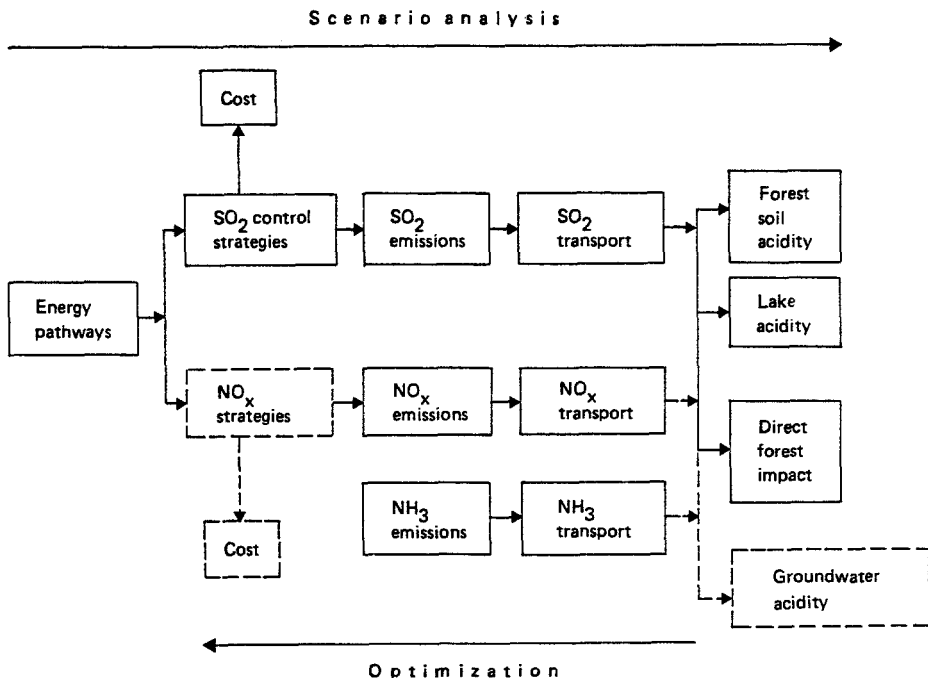 Scenario analysis
Cost
SO2 control
strategies
SO2
emissions
SO2
transport
Forest
soil
acidity
Energy
pathways
Lake
acidity
NOx
strategies
NOx
emissions
NOx
transport
Direct
forest
impact
NH3
emissions
NH3
transport
Cost
Groundwater
acidity
Optimization